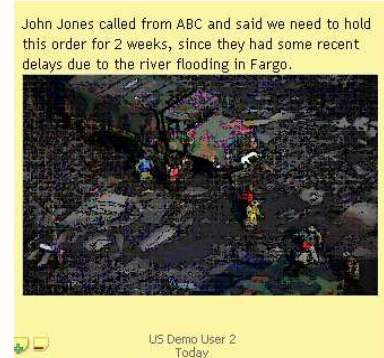 John Jones called from ABC and said we need to hold
this order for 2 weeks, since they had some recent
delays due to the river flooding in Fargo.
US Demo User 2
Today